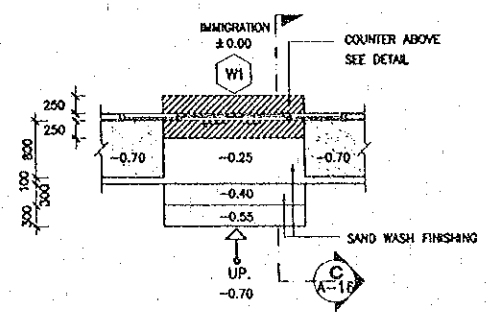 IMMIGRATION
±0.00
W1
COUNTER ABOVE
SEE DETAIL
250
250
800
100
300
300
-0.70
-0.25
-0.70
-0.40
-0.55
SAND WASH FINISHING
UP.
-0.70
C
A-16